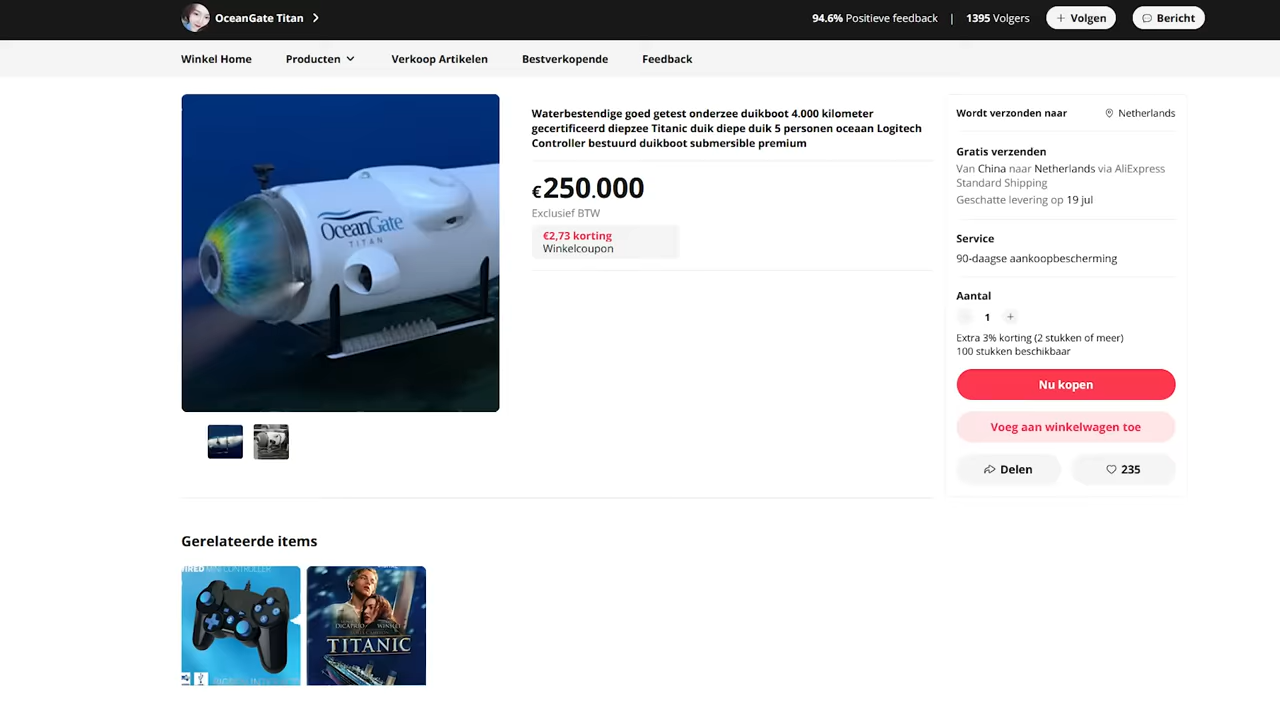 OceanGate Titan
94.6% Positieve feedback | 1395 Volgers
+ Volgen
Bericht
Winkel Home
Producten
Verkoop Artikelen
Bestverkopende
Feedback
OceanGate
TITAN
Waterbestendige goed getest onderzee duikboot 4.000 kilometer
gecertificeerd diepzee Titanic duik diepe duik 5 personen oceaan Logitech
Controller bestuurd duikboot submersible premium
€250.000
Exclusief BTW
€2,73 korting
Winkelcoupon
Wordt verzonden naar
Netherlands
Gratis verzenden
Van China naar Netherlands via AliExpress
Standard Shipping
Geschatte levering op 19 jul
Service
90-daagse aankoopbescherming
Aantal
1 +
Extra 3% korting (2 stukken of meer)
100 stukken beschikbaar
Nu kopen
Voeg aan winkelwagen toe
Delen
235
Gerelateerde items
WIRED MINI CONTROLLER
DICAPRIO WINSLET
TITANIC